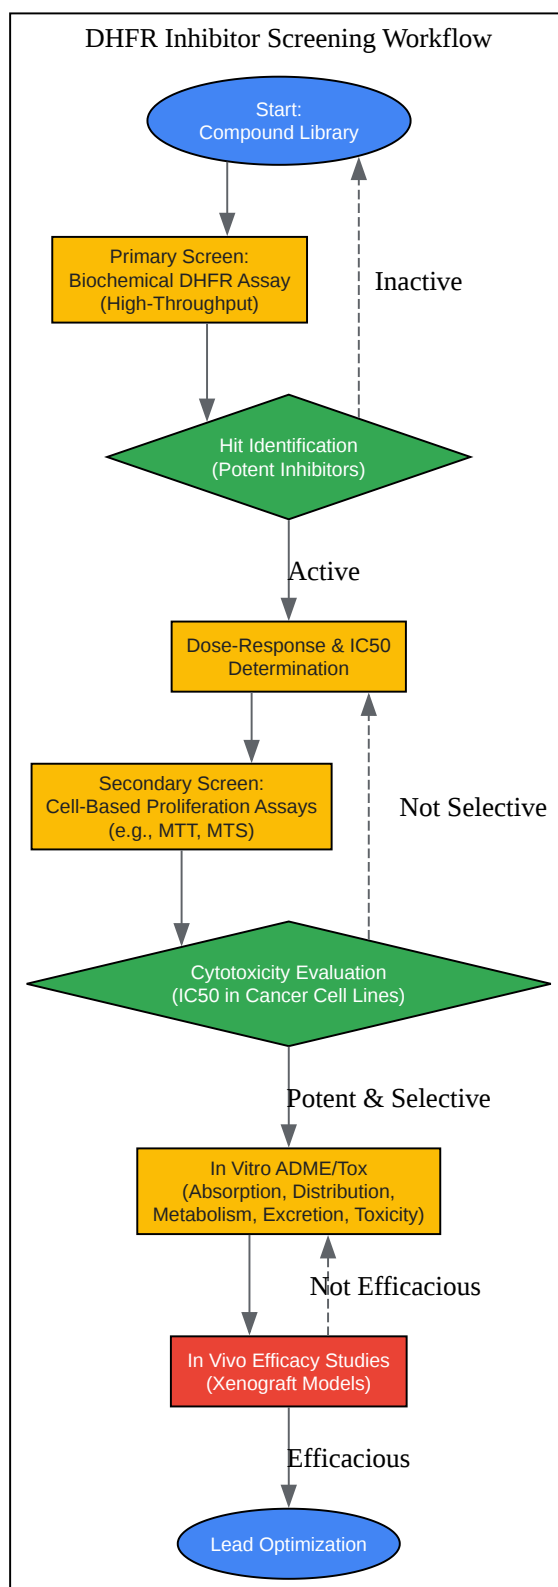 DHFR Inhibitor Screening Workflow
Start:
Compound Library
Primary Screen:
Biochemical DHFR Assay
(High-Throughput)
Inactive
Hit Identification
(Potent Inhibitors)
Active
Dose-Response & IC50
Determination
Secondary Screen:
Cell-Based Proliferation Assays
(e.g., MTT, MTS)
Not Selective
Cytotoxicity Evaluation
(IC50 in Cancer Cell Lines)
Potent & Selective
In Vitro ADME/Tox
(Absorption, Distribution,
Metabolism, Excretion, Toxicity)
Not Efficacious
In Vivo Efficacy Studies
(Xenograft Models)
Efficacious
Lead Optimization